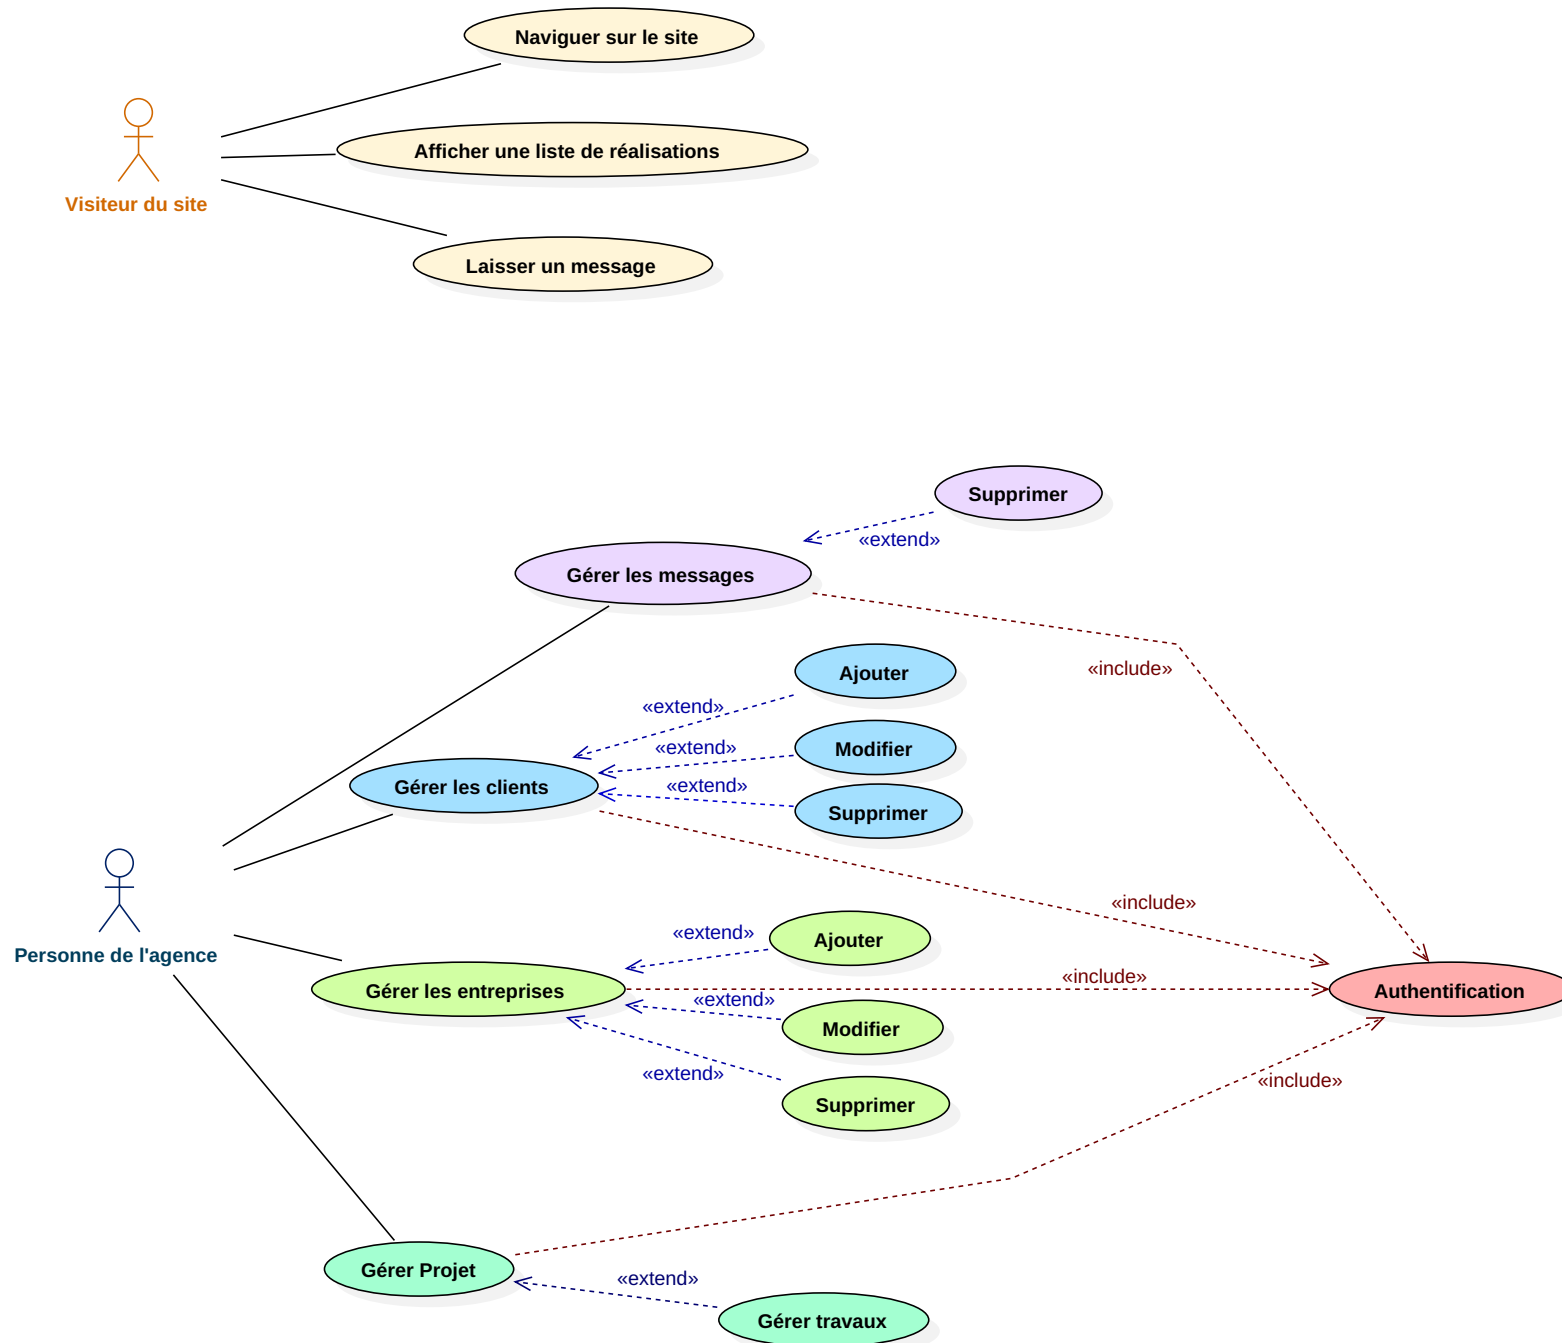 Naviguer sur le site
Afficher une liste de réalisations
Visiteur du site
Laisser un message
Supprimer
«extend»
Gérer les messages
«include»
Ajouter
«extend»
Modifier
«extend»
Gérer les clients
«extend»
Supprimer
«include»
Ajouter
«extend»
Personne de l'agence
«include»
Gérer les entreprises
Authentification
«extend»
Modifier
«extend»
Supprimer
«include»
Gérer Projet
«extend»
Gérer travaux